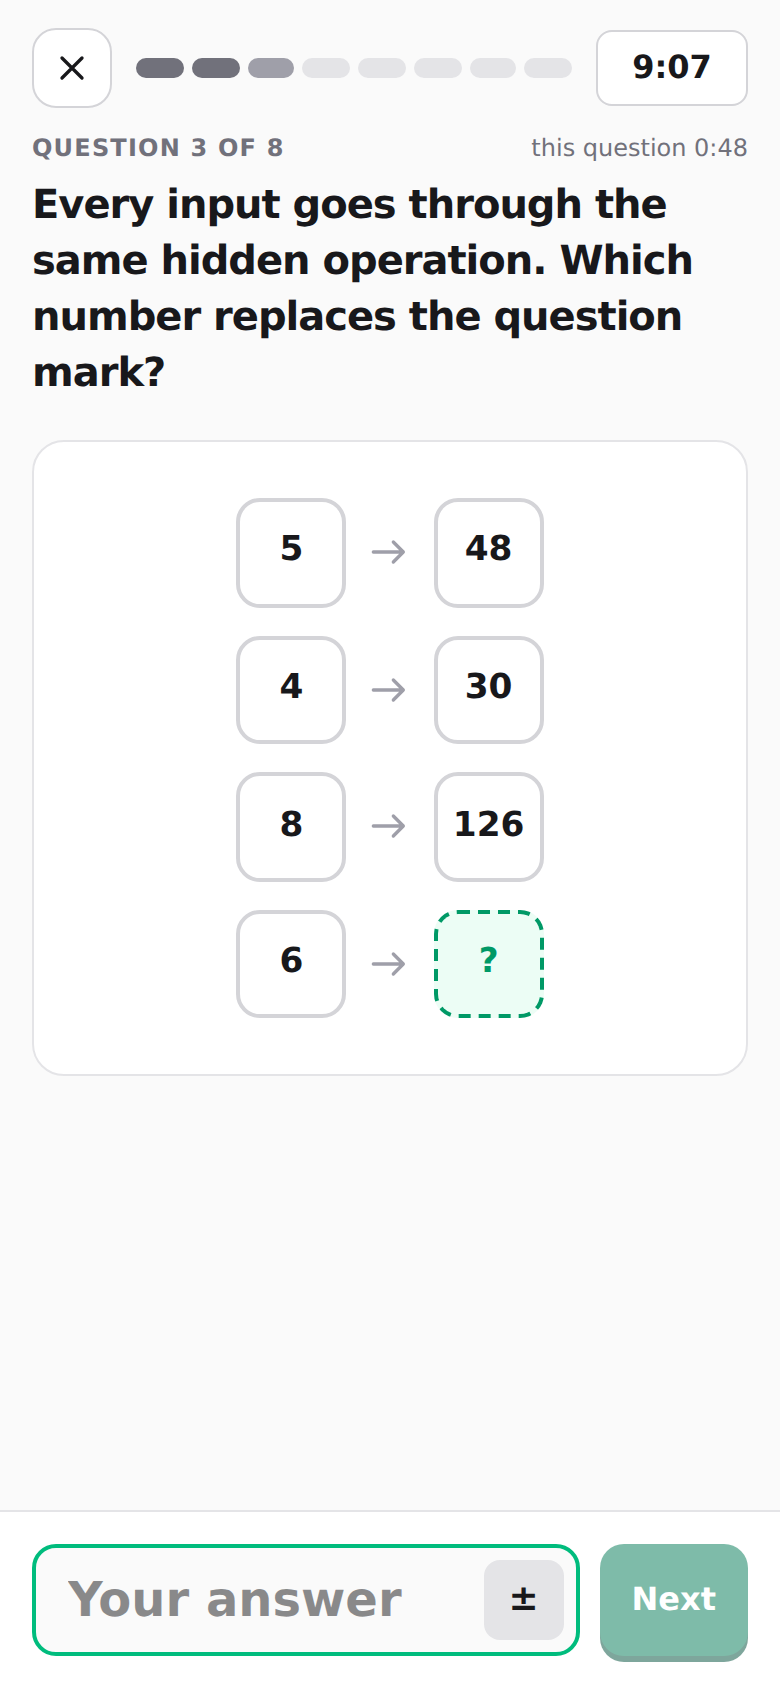 9:07
QUESTION 3 OF 8
this question 0:48
Every input goes through the
same hidden operation. Which
number replaces the question
mark?
5 → 48
4 → 30
8 → 126
6 → ?
Your answer ±
Next